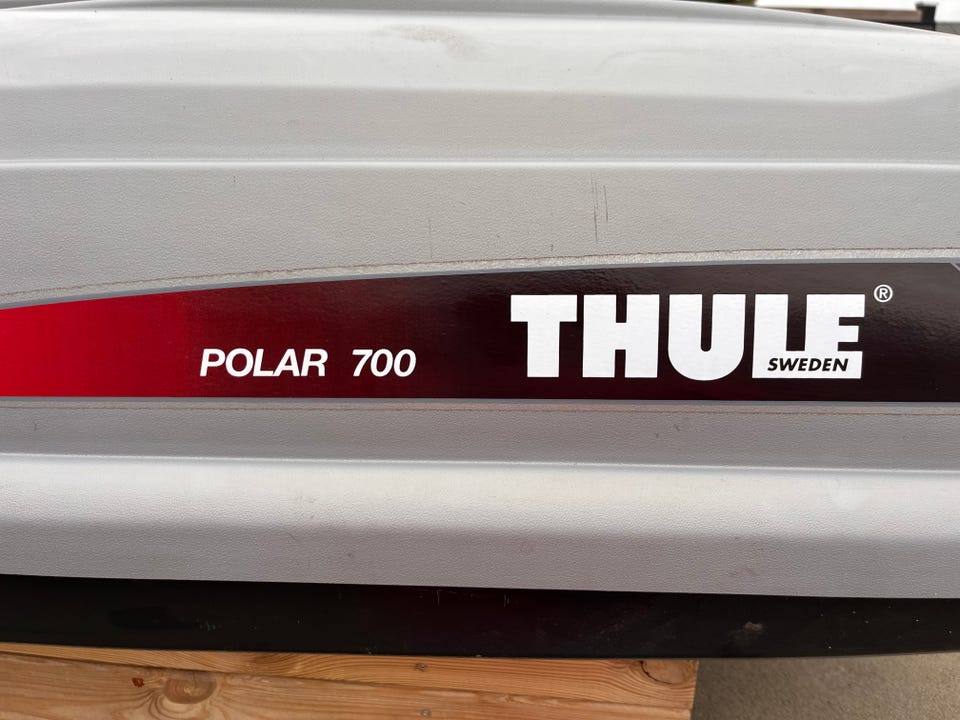 POLAR 700
THULE®
SWEDEN